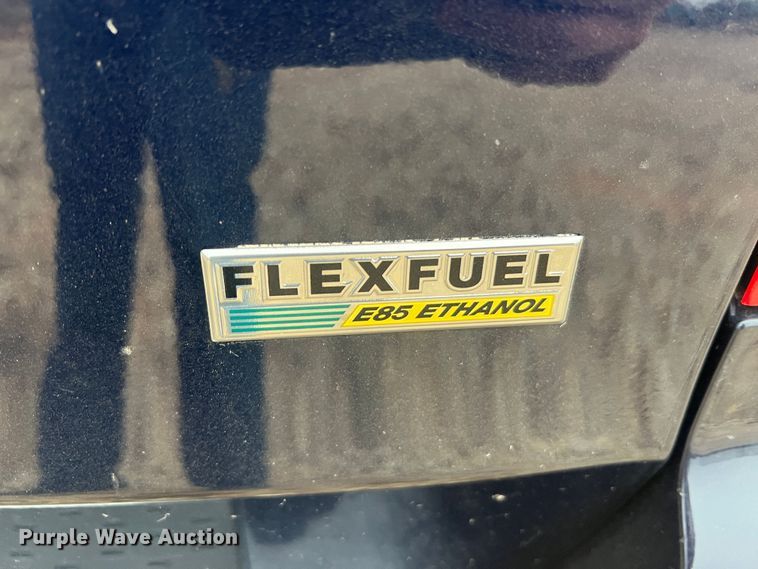 FLEXFUEL
E85 ETHANOL
Purple Wave Auction